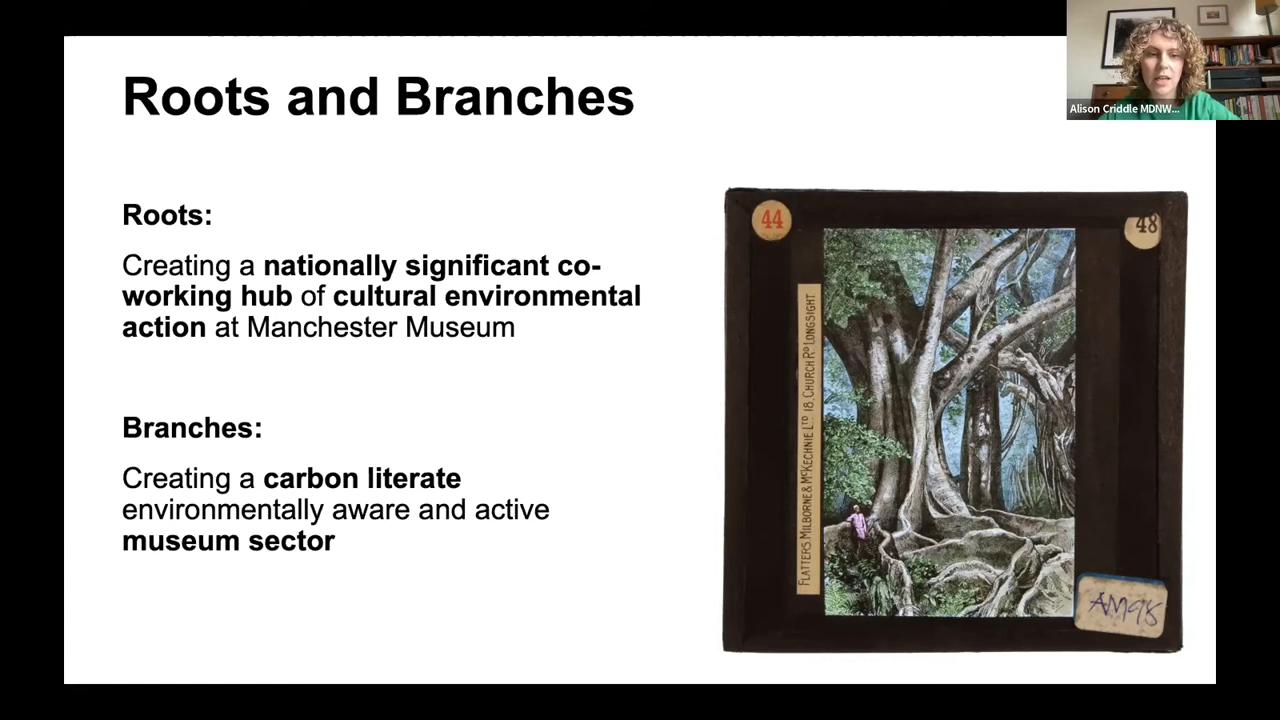 Roots and Branches
Alison Criddle MDNW...
Roots:
Creating a nationally significant co-
working hub of cultural environmental
action at Manchester Museum
Branches:
Creating a carbon literate
environmentally aware and active
museum sector
44
48
FLATTERS MILBORNE & McKECHNIE LTD 18, CHURCH RD LONGSIGHT
AM98